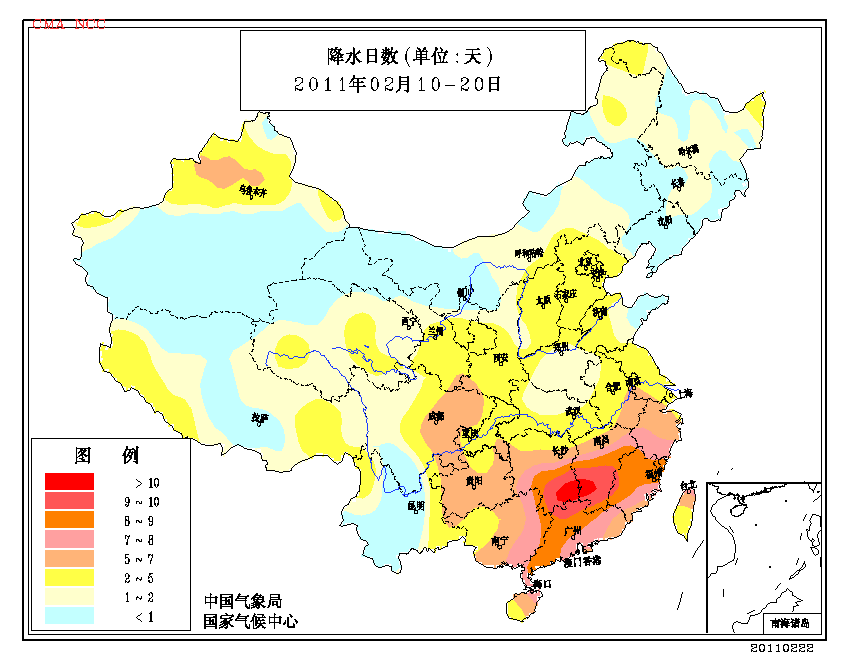 CMA NCC
降水日数(单位:天)
2011年02月10-20日
哈尔滨
长春
沈阳
乌鲁木齐
呼和浩特
北京
天津
银川
太原
石家庄
济南
西宁
兰州
郑州
西安
合肥
南京
上海
拉萨
成都
重庆
武汉
长沙
南昌
贵阳
福州
昆明
台北
南宁
广州
澳门香港
海口
图 例
>10
9~10
8~9
7~8
5~7
2~5
1~2
<1
中国气象局
国家气候中心
南海诸岛
20110222